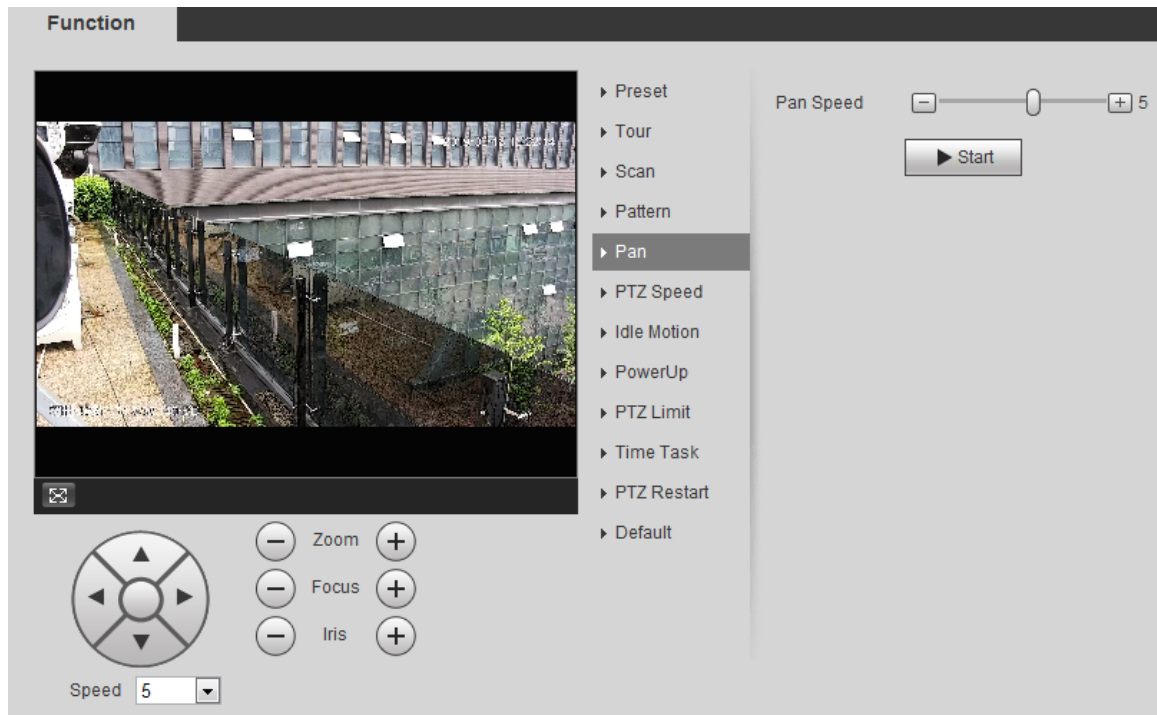 Function
Preset
Tour
Scan
Pattern
Pan
PTZ Speed
Idle Motion
PowerUp
PTZ Limit
Time Task
PTZ Restart
Default
Pan Speed
5
Start
Zoom
Focus
Iris
Speed 5